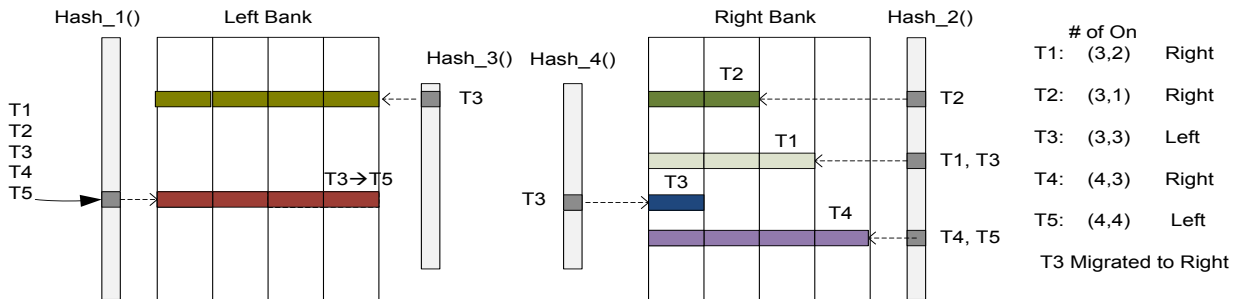 Hash_1()
Left Bank
Right Bank
Hash_2()
Hash_3()
Hash_4()
# of On
T1: (3,2) Right
T2
T3
T2
T2: (3,1) Right
T1
T2
T3
T4
T5
T1
T1, T3
T3: (3,3) Left
T3→T5
T3
T3
T4: (4,3) Right
T4
T4, T5
T5: (4,4) Left
T3 Migrated to Right